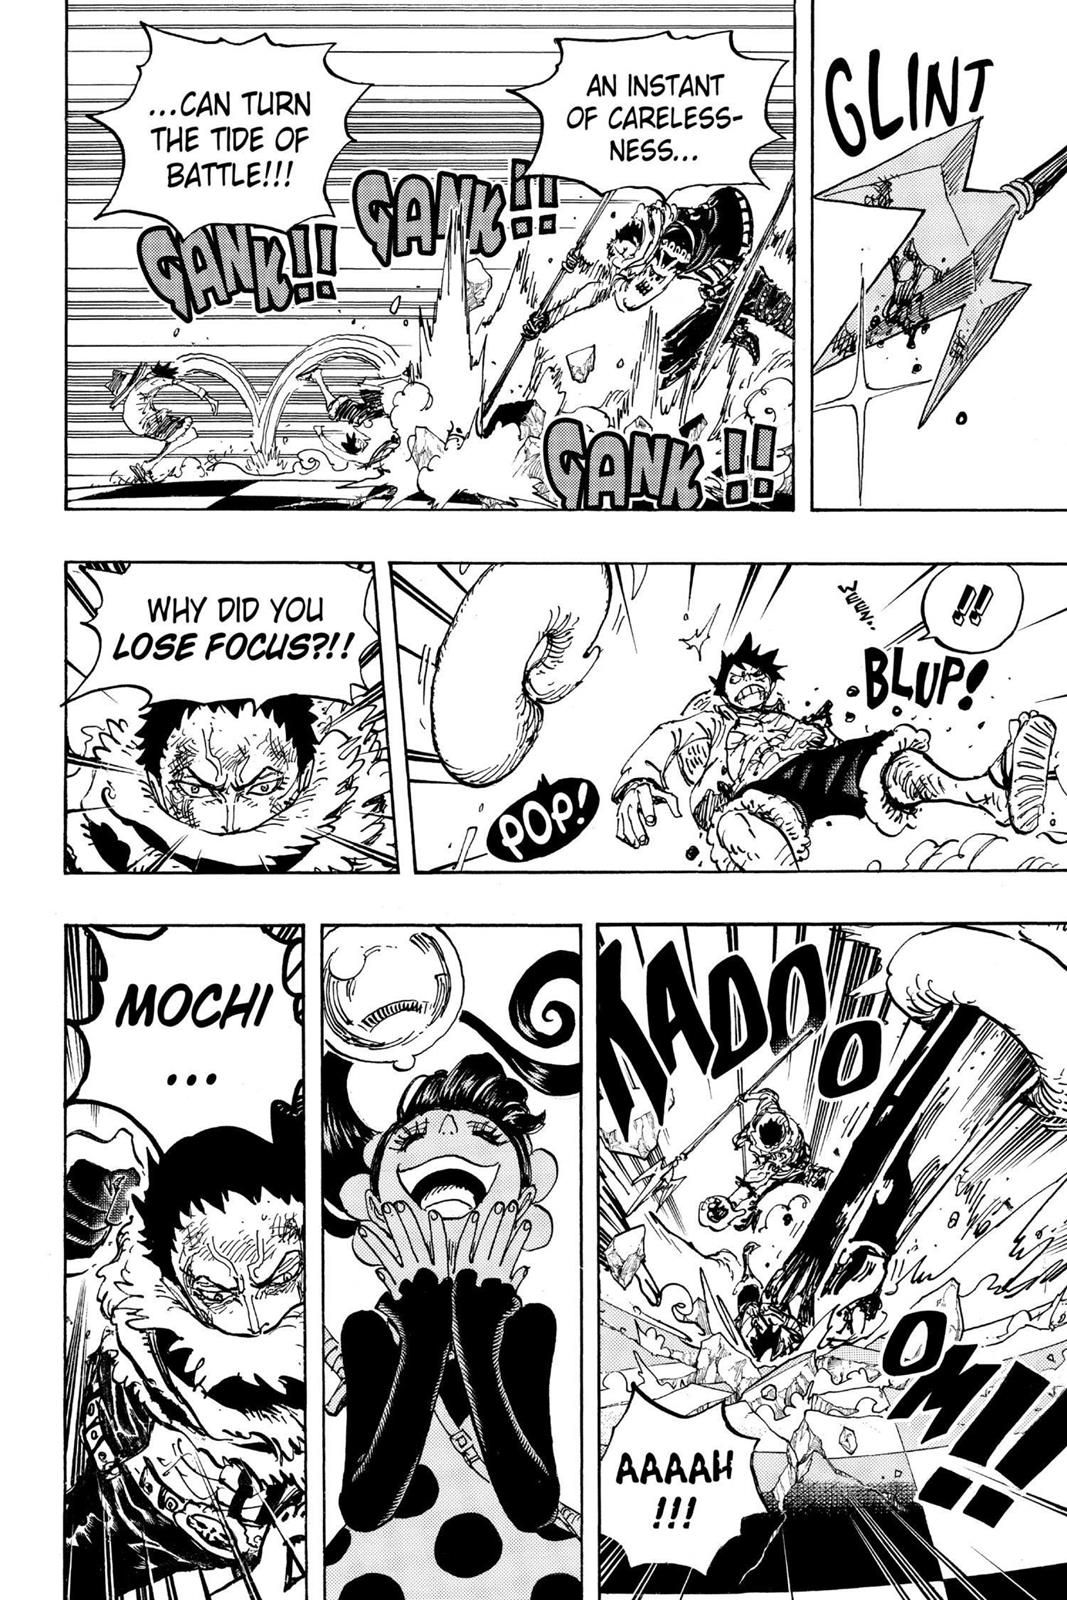 GLINT
AN INSTANT
OF CARELESS-
NESS...
...CAN TURN
THE TIDE OF
BATTLE!!!
GANK!!
GANK!!
GANK!!
!!
BLUP!
POP!
WHY DID YOU
LOSE FOCUS?!!
KADOOOM!!
AAAAH
!!!
MOCHI
...